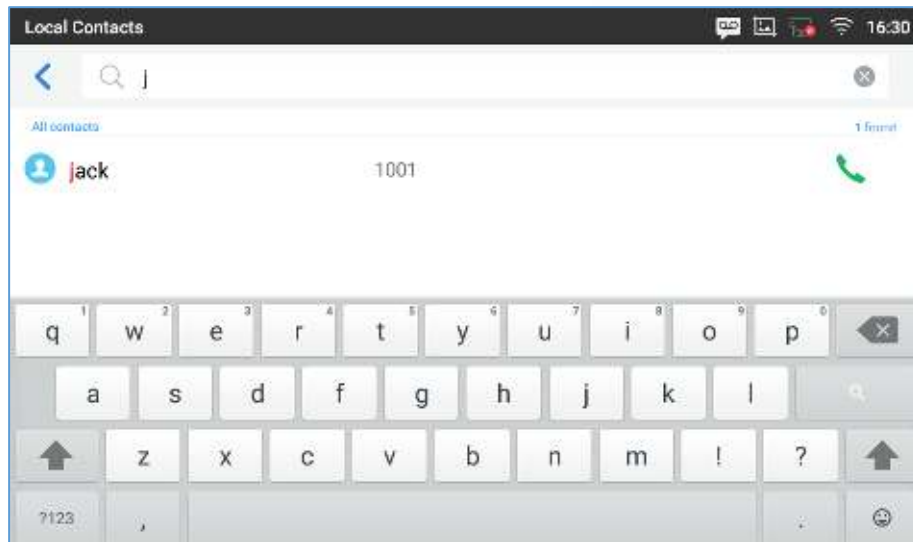 Local Contacts 16:30
j
All contacts 1 found
jack 1001
1 2 3 4 5 6 7 8 9 0
q w e r t y u i o p
a s d f g h j k l
z x c v b n m ! ?
?123 , .